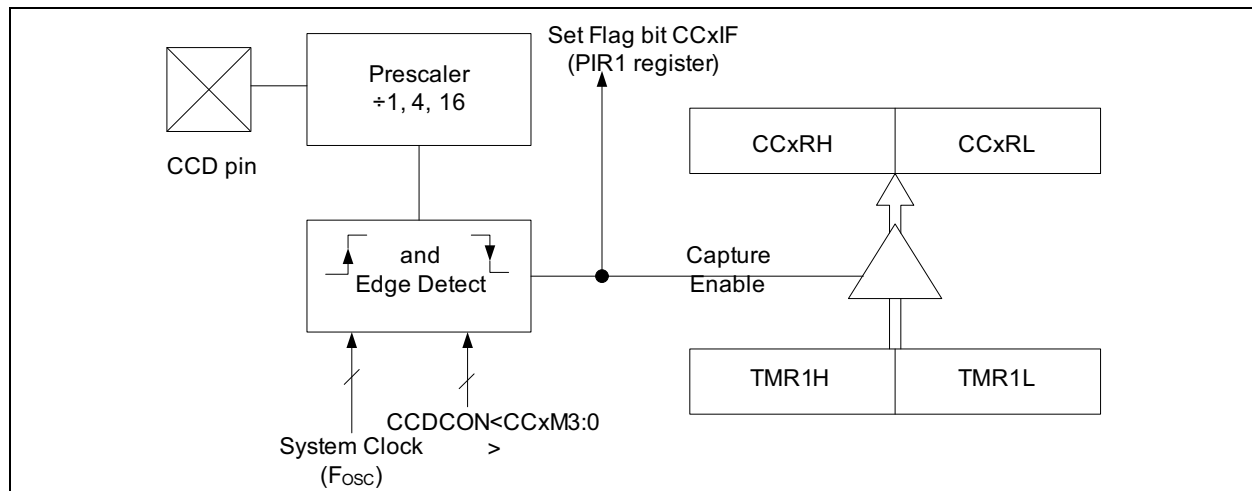 Set Flag bit CCxIF
(PIR1 register)
Prescaler
÷1, 4, 16
CCD pin
CCxRH
CCxRL
and
Edge Detect
Capture
Enable
TMR1H
TMR1L
CCDCON<CCxM3:0
>
System Clock
(FOSC)